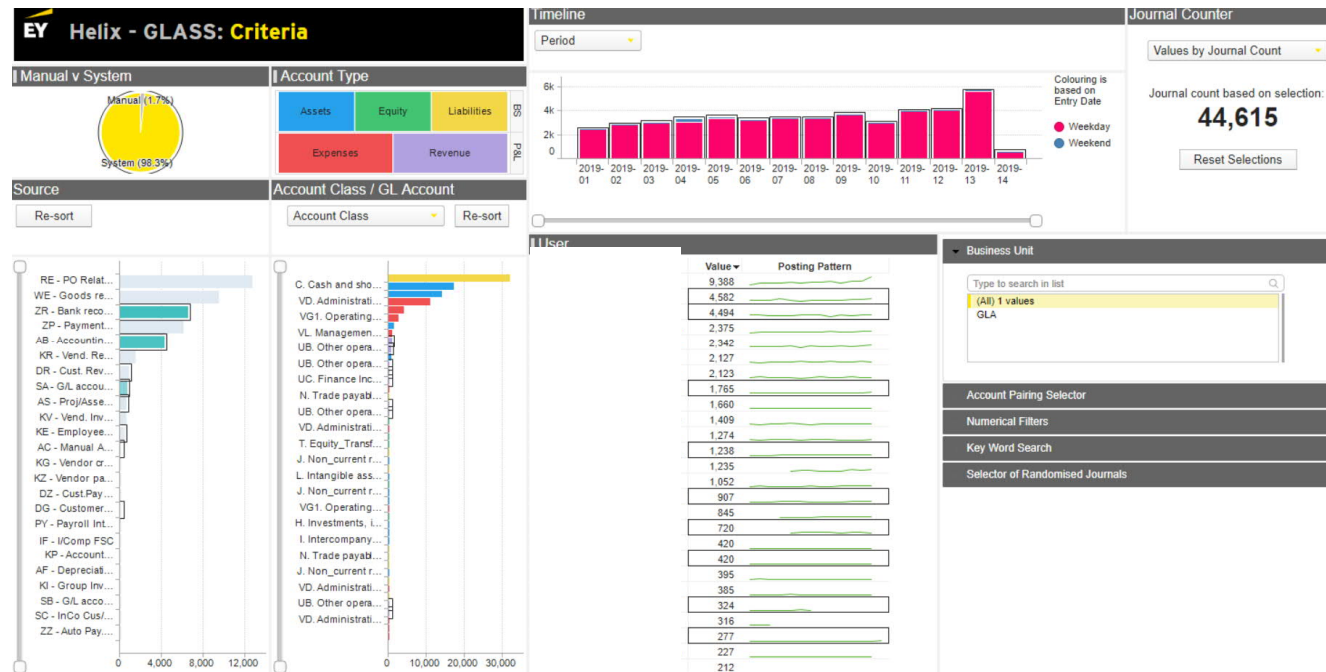 EY Helix - GLASS: Criteria
Manual v System
Manual (1.7%)
System (98.3%)
Account Type
Assets
Equity
Liabilities
BS
Expenses
Revenue
P&L
Timeline
Period
6k
4k
2k
0
2019-01
2019-02
2019-03
2019-04
2019-05
2019-06
2019-07
2019-08
2019-09
2019-10
2019-11
2019-12
2019-13
2019-14
Colouring is
based on
Entry Date
Weekday
Weekend
Journal Counter
Values by Journal Count
Journal count based on selection:
44,615
Reset Selections
Source
Re-sort
RE - PO Relat...
WE - Goods re...
ZR - Bank reco...
ZP - Payment...
AB - Accountin...
KR - Vend. Re...
DR - Cust. Rev...
SA - G/L accou...
AS - Proj/Asse...
KV - Vend. Inv...
KE - Employee...
AC - Manual A...
KG - Vendor cr...
KZ - Vendor pa...
DZ - Cust.Pay...
DG - Customer...
PY - Payroll Int...
IF - I/Comp FSC
KP - Account...
AF - Depreciati...
KI - Group Inv...
SB - G/L acco...
SC - InCo Cus/...
ZZ - Auto Pay...
0 4,000 8,000 12,000
Account Class / GL Account
Account Class
Re-sort
C. Cash and sho...
VD. Administrati...
VG1. Operating...
VL. Managemen...
UB. Other opera...
UB. Other opera...
UC. Finance Inc...
N. Trade payabl...
UB. Other opera...
VD. Administrati...
T. Equity_Transf...
J. Non_current r...
L. Intangible ass...
J. Non_current r...
VG1. Operating...
H. Investments, i...
I. Intercompany...
N. Trade payabl...
J. Non_current r...
VD. Administrati...
UB. Other opera...
VD. Administrati...
0 10,000 20,000 30,000
User
Value Posting Pattern
9,388
4,582
4,494
2,375
2,342
2,127
2,123
1,765
1,660
1,409
1,274
1,238
1,235
1,052
907
845
720
420
420
395
385
324
316
277
227
212
Business Unit
Type to search in list
(All) 1 values
GLA
Account Pairing Selector
Numerical Filters
Key Word Search
Selector of Randomised Journals